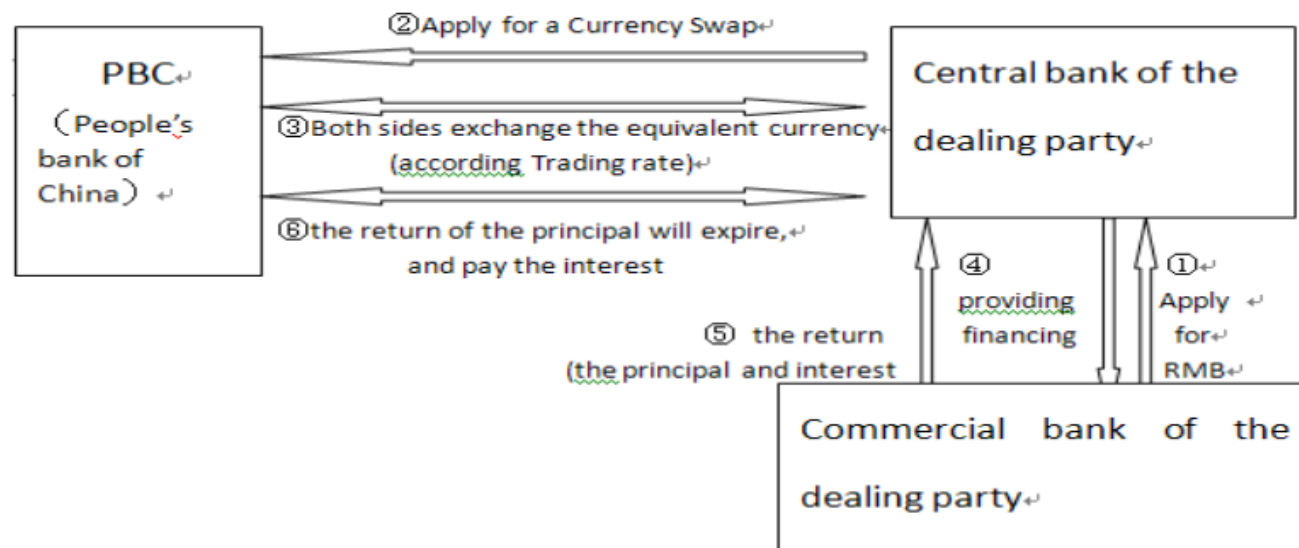 ②Apply for a Currency Swap↵
PBC↵
（People’s
bank of
China） ↵
Central bank of the
dealing party↵
③Both sides exchange the equivalent currency↵
(according Trading rate)↵
⑥the return of the principal will expire,↵
and pay the interest
④
providing
financing
①↵
Apply ↵
for↵
RMB↵
⑤ the return
(the principal and interest
Commercial bank of the
dealing party↵